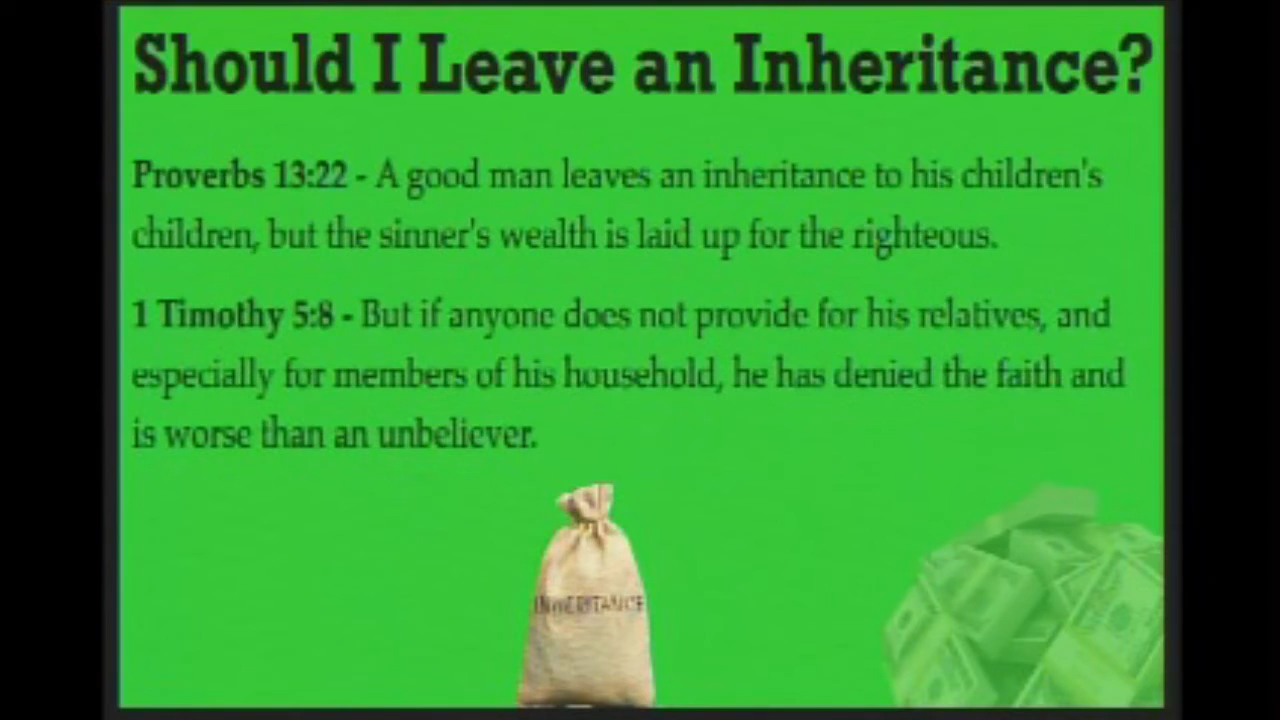 Should I Leave an Inheritance?
Proverbs 13:22 - A good man leaves an inheritance to his children's
children, but the sinner's wealth is laid up for the righteous.
1 Timothy 5:8 - But if anyone does not provide for his relatives, and
especially for members of his household, he has denied the faith and
is worse than an unbeliever.
INHERITANCE